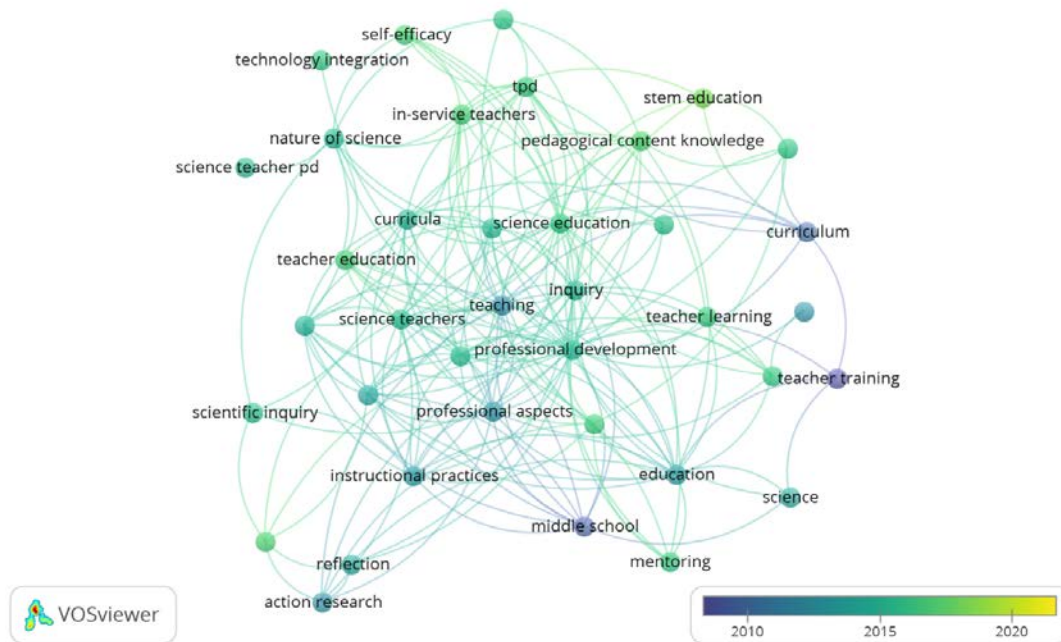 self-efficacy
technology integration
tpd
stem education
in-service teachers
nature of science
pedagogical content knowledge
science teacher pd
curricula
science education
curriculum
teacher education
inquiry
teaching
science teachers
teacher learning
professional development
teacher training
scientific inquiry
professional aspects
instructional practices
education
science
middle school
reflection
mentoring
action research
VOSviewer
2010
2015
2020